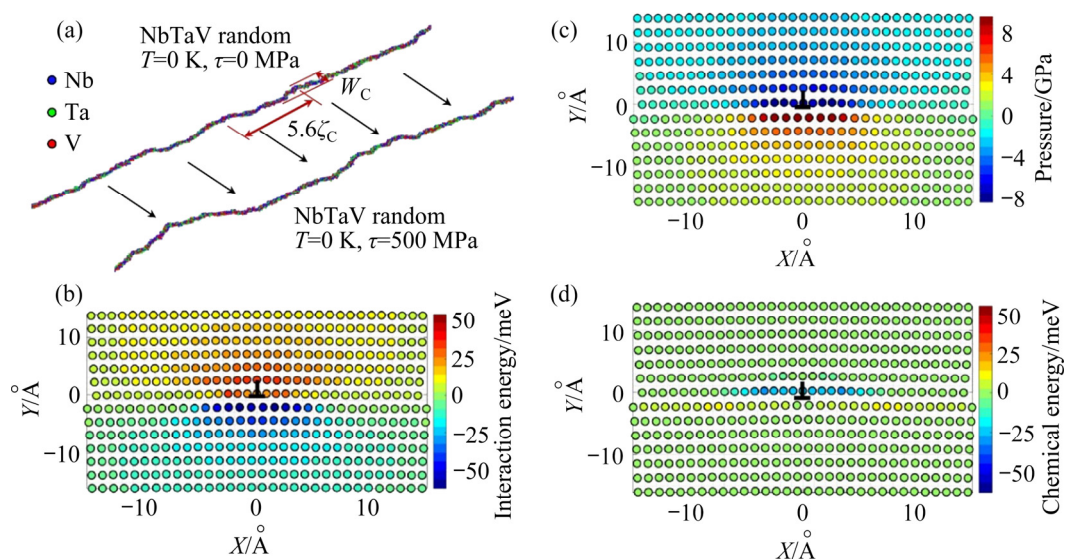 (a)
NbTaV random
T=0 K, τ=0 MPa
Nb
Ta
V
W_C
5.6ζ_C
NbTaV random
T=0 K, τ=500 MPa
(c)
10
0
−10
Y/Å
−10
0
10
X/Å
8
4
0
−4
−8
Pressure/GPa
(b)
10
0
−10
Y/Å
−10
0
10
X/Å
50
25
0
−25
−50
Interaction energy/meV
(d)
10
0
−10
Y/Å
−10
0
10
X/Å
50
25
0
−25
−50
Chemical energy/meV